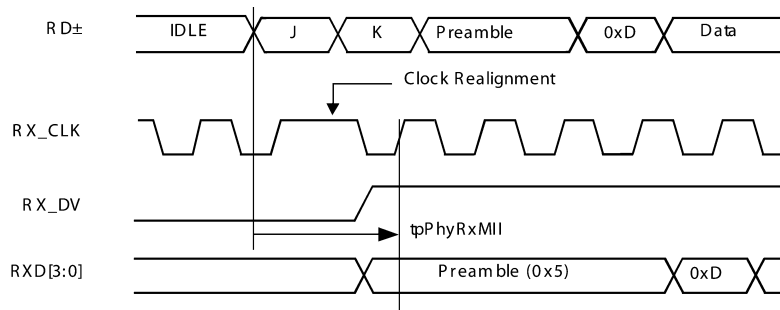 RD± IDLE J K Preamble 0xD Data
Clock Realignment
RX_CLK
RX_DV
tpPhyRxMII
RXD[3:0] Preamble (0x5) 0xD